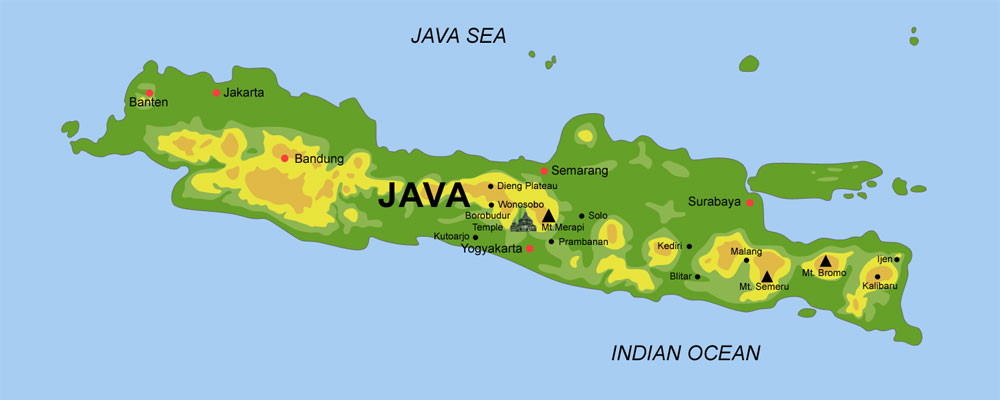 JAVA SEA
Banten
Jakarta
Bandung
Semarang
JAVA
Dieng Plateau
Wonosobo
Borobudur
Temple
Mt.Merapi
Solo
Surabaya
Kutoarjo
Yogyakarta
Prambanan
Kediri
Malang
Blitar
Mt. Semeru
Mt. Bromo
Ijen
Kalibaru
INDIAN OCEAN